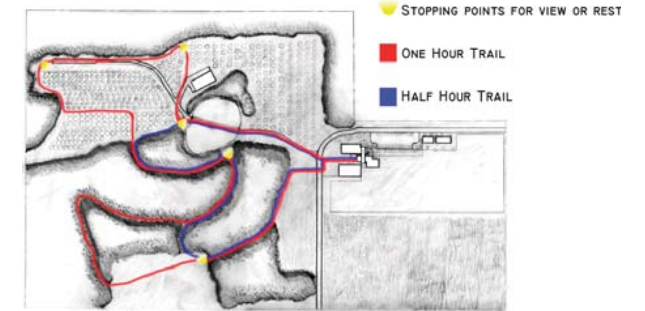 Stopping points for view or rest
One Hour Trail
Half Hour Trail